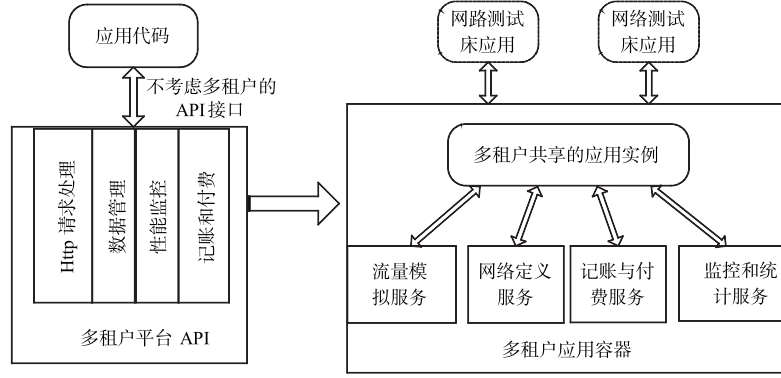 应用代码
不考虑多租户的
API接口
Http 请求处理
数据管理
性能监控
记账和付费
多租户平台 API
网路测试
床应用
网络测试
床应用
多租户共享的应用实例
流量模
拟服务
网络定义
服务
记账与付
费服务
监控和统
计服务
多租户应用容器